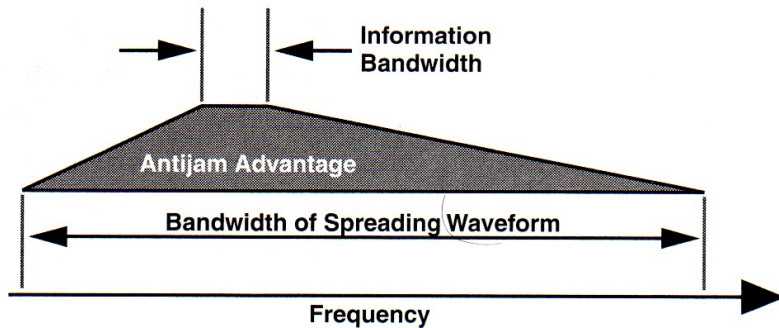 Information
Bandwidth
Antijam Advantage
Bandwidth of Spreading Waveform
Frequency